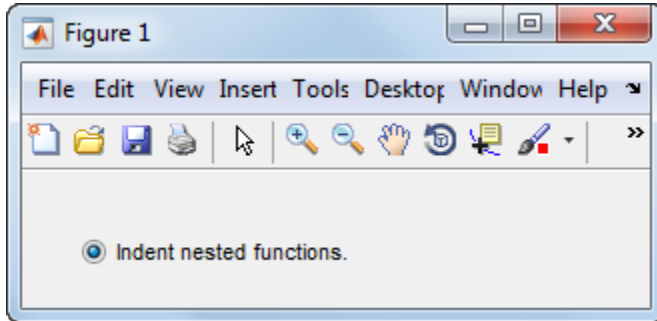 Figure 1
File Edit View Insert Tools Desktop Window Help
Indent nested functions.